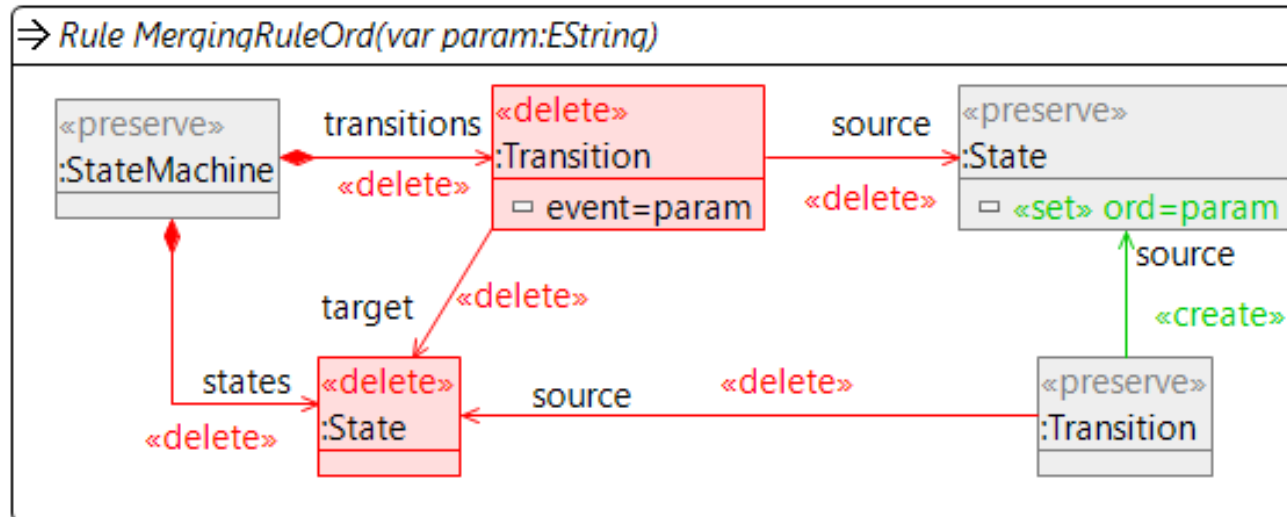 Rule MergingRuleOrd(var param:EString)
«preserve»
:StateMachine
transitions
«delete»
«delete»
:Transition
event=param
source
«delete»
«preserve»
:State
«set» ord=param
source
«create»
target
«delete»
states
«delete»
«delete»
:State
source
«delete»
«preserve»
:Transition